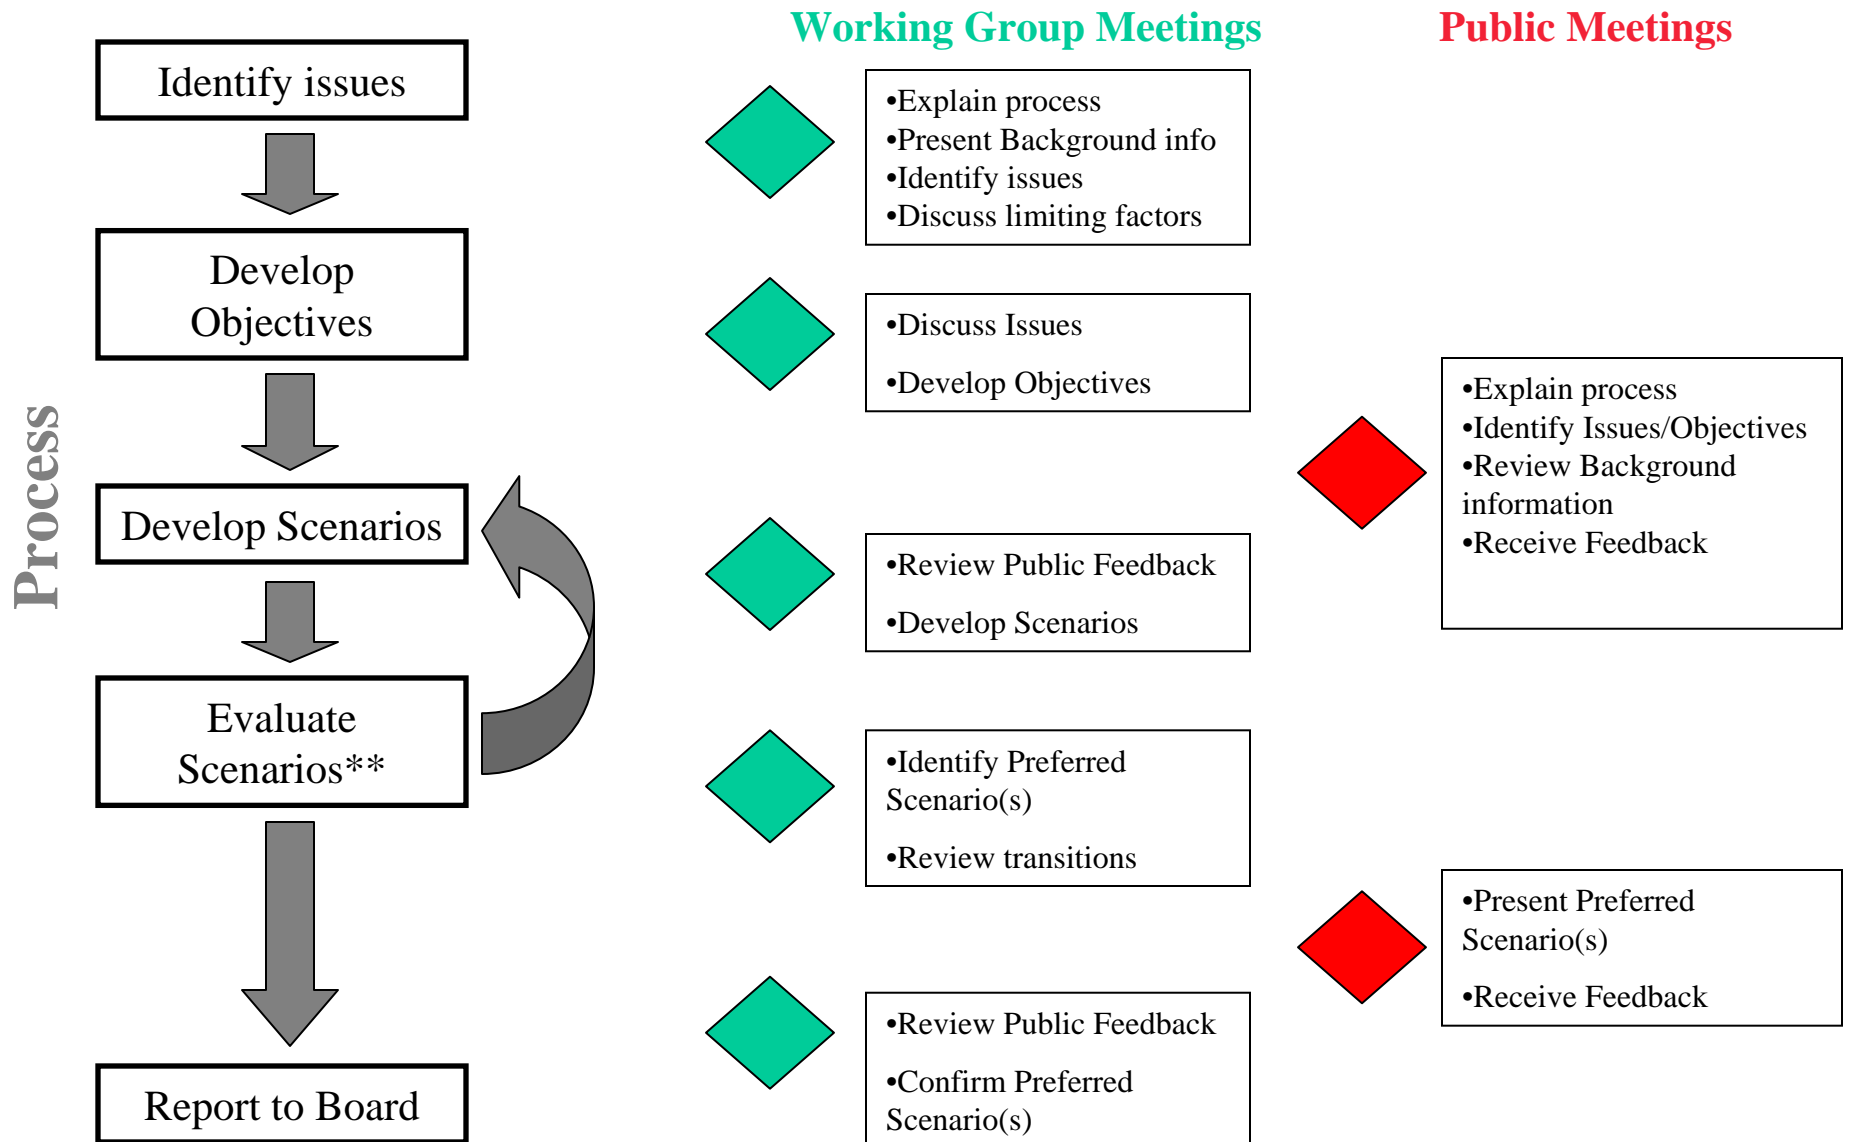 Working Group Meetings
Public Meetings
Process
Identify issues
Develop
Objectives
Develop Scenarios
Evaluate
Scenarios**
Report to Board
•Explain process
•Present Background info
•Identify issues
•Discuss limiting factors
•Discuss Issues
•Develop Objectives
•Review Public Feedback
•Develop Scenarios
•Identify Preferred
Scenario(s)
•Review transitions
•Review Public Feedback
•Confirm Preferred
Scenario(s)
•Explain process
•Identify Issues/Objectives
•Review Background
information
•Receive Feedback
•Present Preferred
Scenario(s)
•Receive Feedback